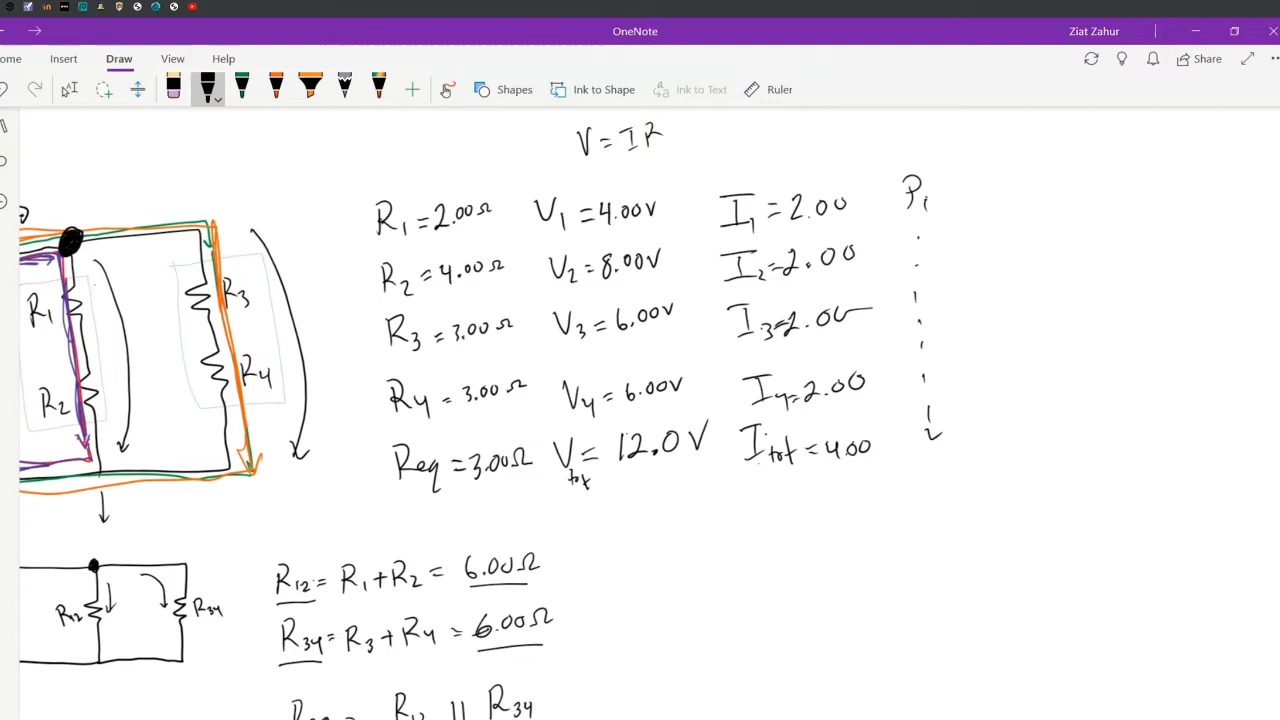 OneNote
Ziat Zahur
ome Insert Draw View Help
Share
Shapes Ink to Shape Ink to Text Ruler
V = IR
R1 = 2.00Ω V1 = 4.00V I1 = 2.00 P1
R2 = 4.00Ω V2 = 8.00V I2 = 2.00
R3 = 3.00Ω V3 = 6.00V I3 = 2.00
R4 = 3.00Ω V4 = 6.00V I4 = 2.00
Req = 3.00Ω Vtot = 12.0V Itot = 4.00
R1
R2
R3
R4
R12
R34
R12 = R1 + R2 = 6.00Ω
R34 = R3 + R4 = 6.00Ω
Req = R12 || R34